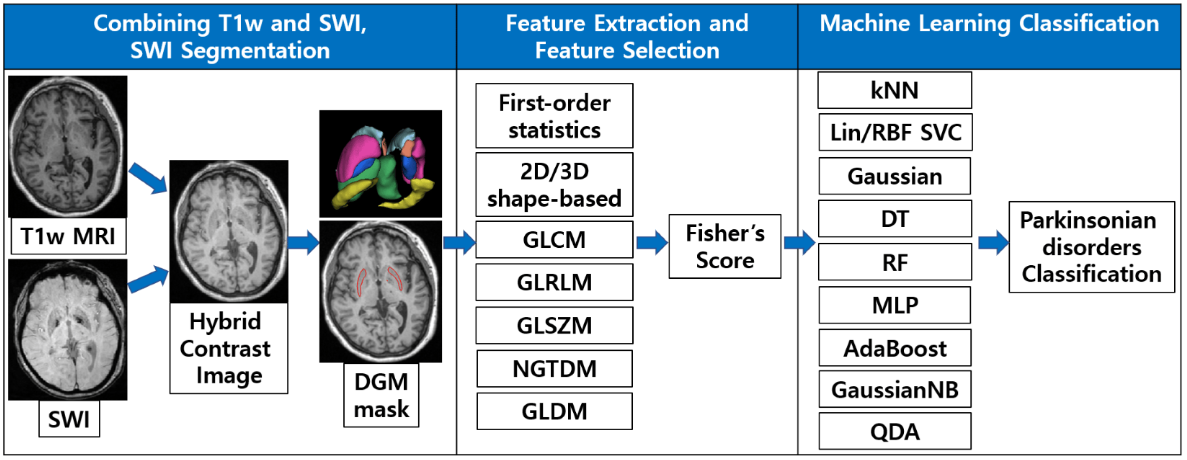 Combining T1w and SWI,
SWI Segmentation
T1w MRI
SWI
Hybrid
Contrast
Image
DGM
mask
Feature Extraction and
Feature Selection
First-order
statistics
2D/3D
shape-based
GLCM
GLRLM
GLSZM
NGTDM
GLDM
Fisher's
Score
Machine Learning Classification
kNN
Lin/RBF SVC
Gaussian
DT
RF
MLP
AdaBoost
GaussianNB
QDA
Parkinsonian
disorders
Classification